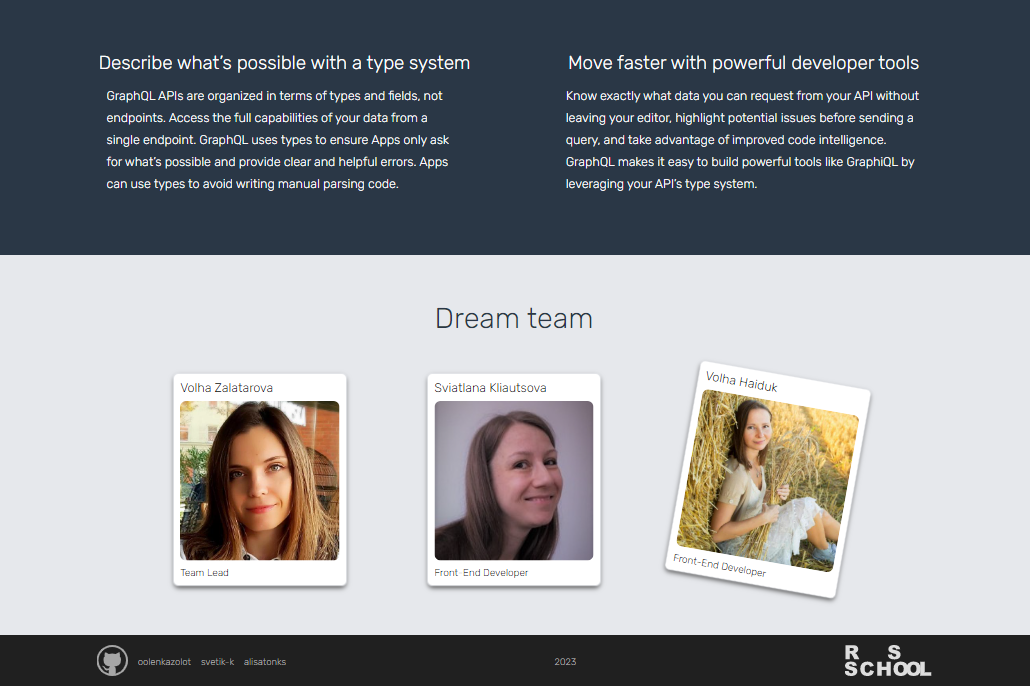 Describe what's possible with a type system
GraphQL APIs are organized in terms of types and fields, not
endpoints. Access the full capabilities of your data from a
single endpoint. GraphQL uses types to ensure Apps only ask
for what's possible and provide clear and helpful errors. Apps
can use types to avoid writing manual parsing code.
Move faster with powerful developer tools
Know exactly what data you can request from your API without
leaving your editor, highlight potential issues before sending a
query, and take advantage of improved code intelligence.
GraphQL makes it easy to build powerful tools like GraphiQL by
leveraging your API's type system.
Dream team
Volha Zalatarova
Team Lead
Sviatlana Kliautsova
Front-End Developer
Volha Haiduk
Front-End Developer
oolenkazolot svetik-k alisatonks
2023
R S
SCHOOL